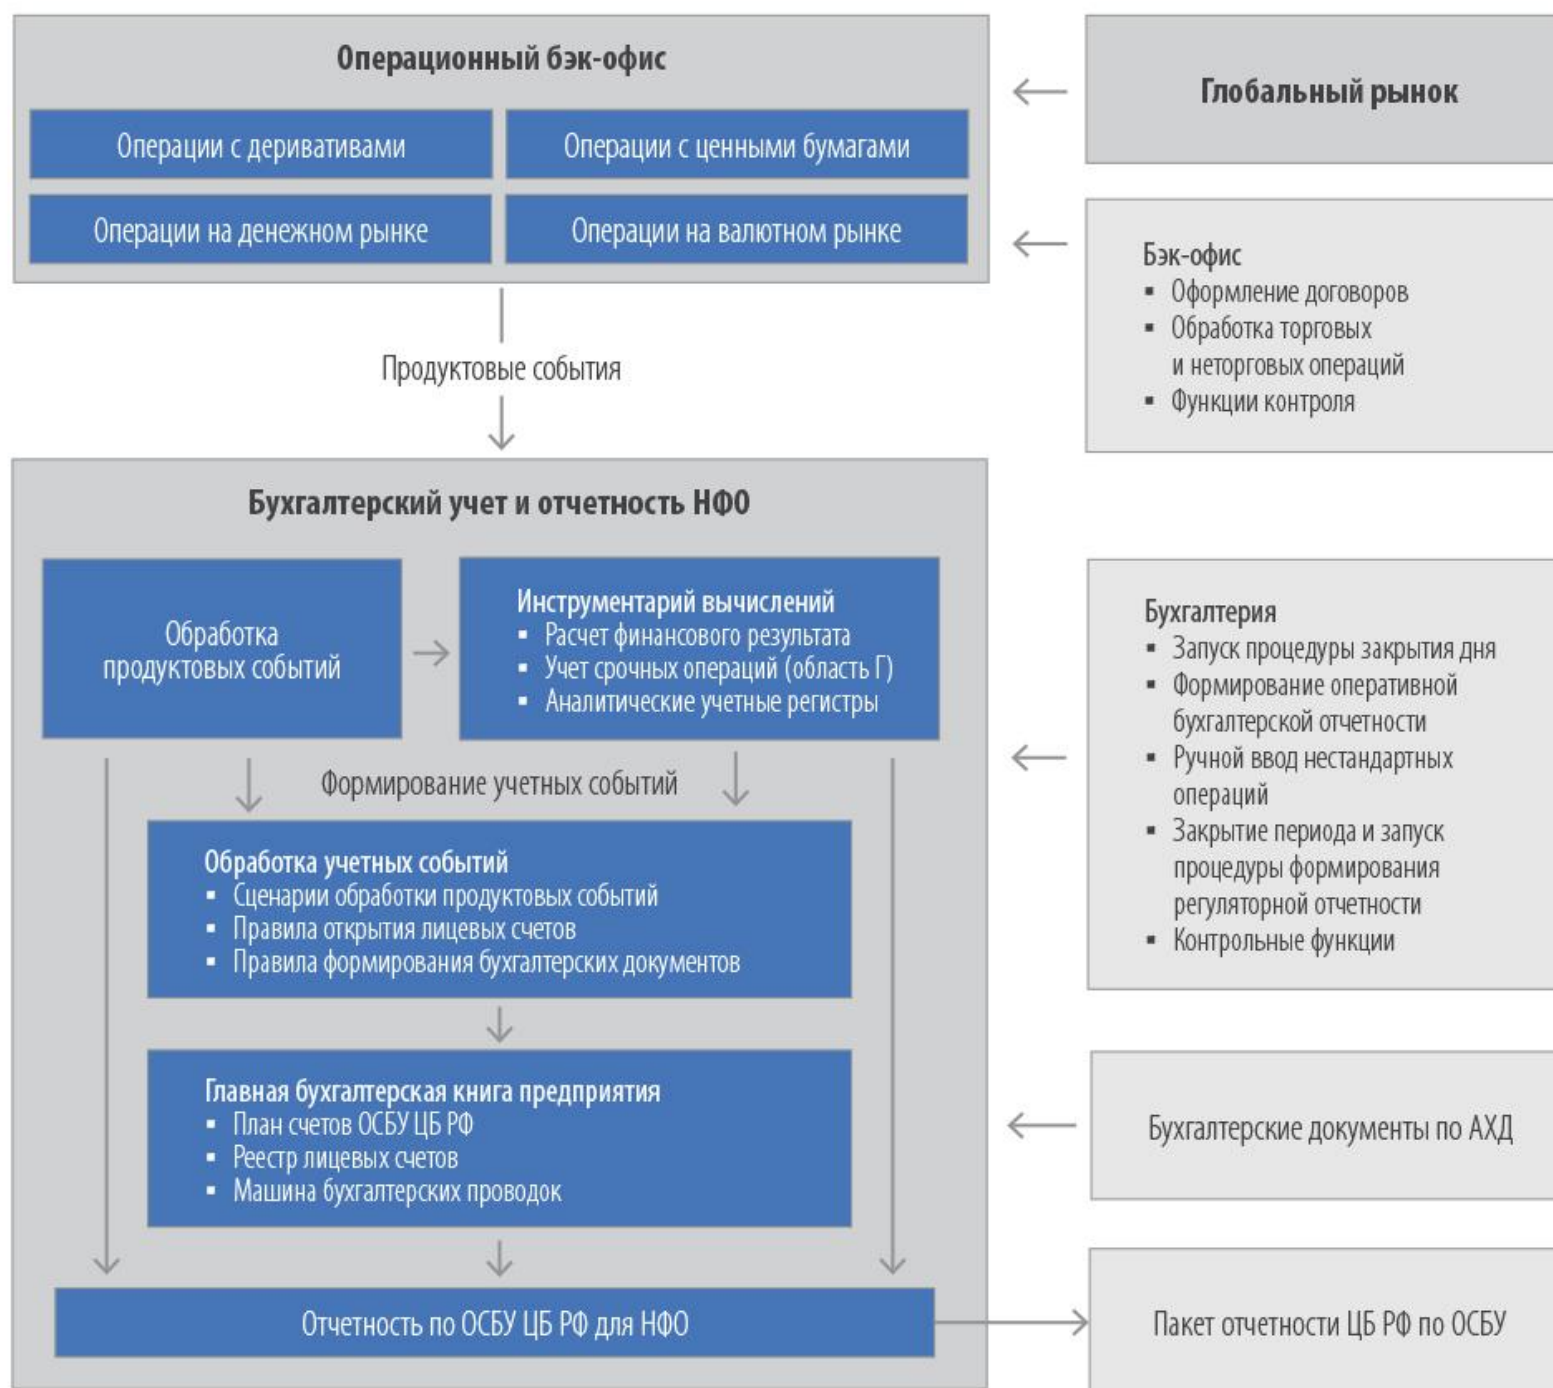 Операционный бэк-офис
Операции с деривативами
Операции с ценными бумагами
Операции на денежном рынке
Операции на валютном рынке
Глобальный рынок
Бэк-офис
▪ Оформление договоров
▪ Обработка торговых
и неторговых операций
▪ Функции контроля
Продуктовые события
Бухгалтерский учет и отчетность НФО
Обработка
продуктовых событий
Инструментарий вычислений
▪ Расчет финансового результата
▪ Учет срочных операций (область Г)
▪ Аналитические учетные регистры
Формирование учетных событий
Обработка учетных событий
▪ Сценарии обработки продуктовых событий
▪ Правила открытия лицевых счетов
▪ Правила формирования бухгалтерских документов
Главная бухгалтерская книга предприятия
▪ План счетов ОСБУ ЦБ РФ
▪ Реестр лицевых счетов
▪ Машина бухгалтерских проводок
Отчетность по ОСБУ ЦБ РФ для НФО
Бухгалтерия
▪ Запуск процедуры закрытия дня
▪ Формирование оперативной
бухгалтерской отчетности
▪ Ручной ввод нестандартных
операций
▪ Закрытие периода и запуск
процедуры формирования
регуляторной отчетности
▪ Контрольные функции
Бухгалтерские документы по АХД
Пакет отчетности ЦБ РФ по ОСБУ